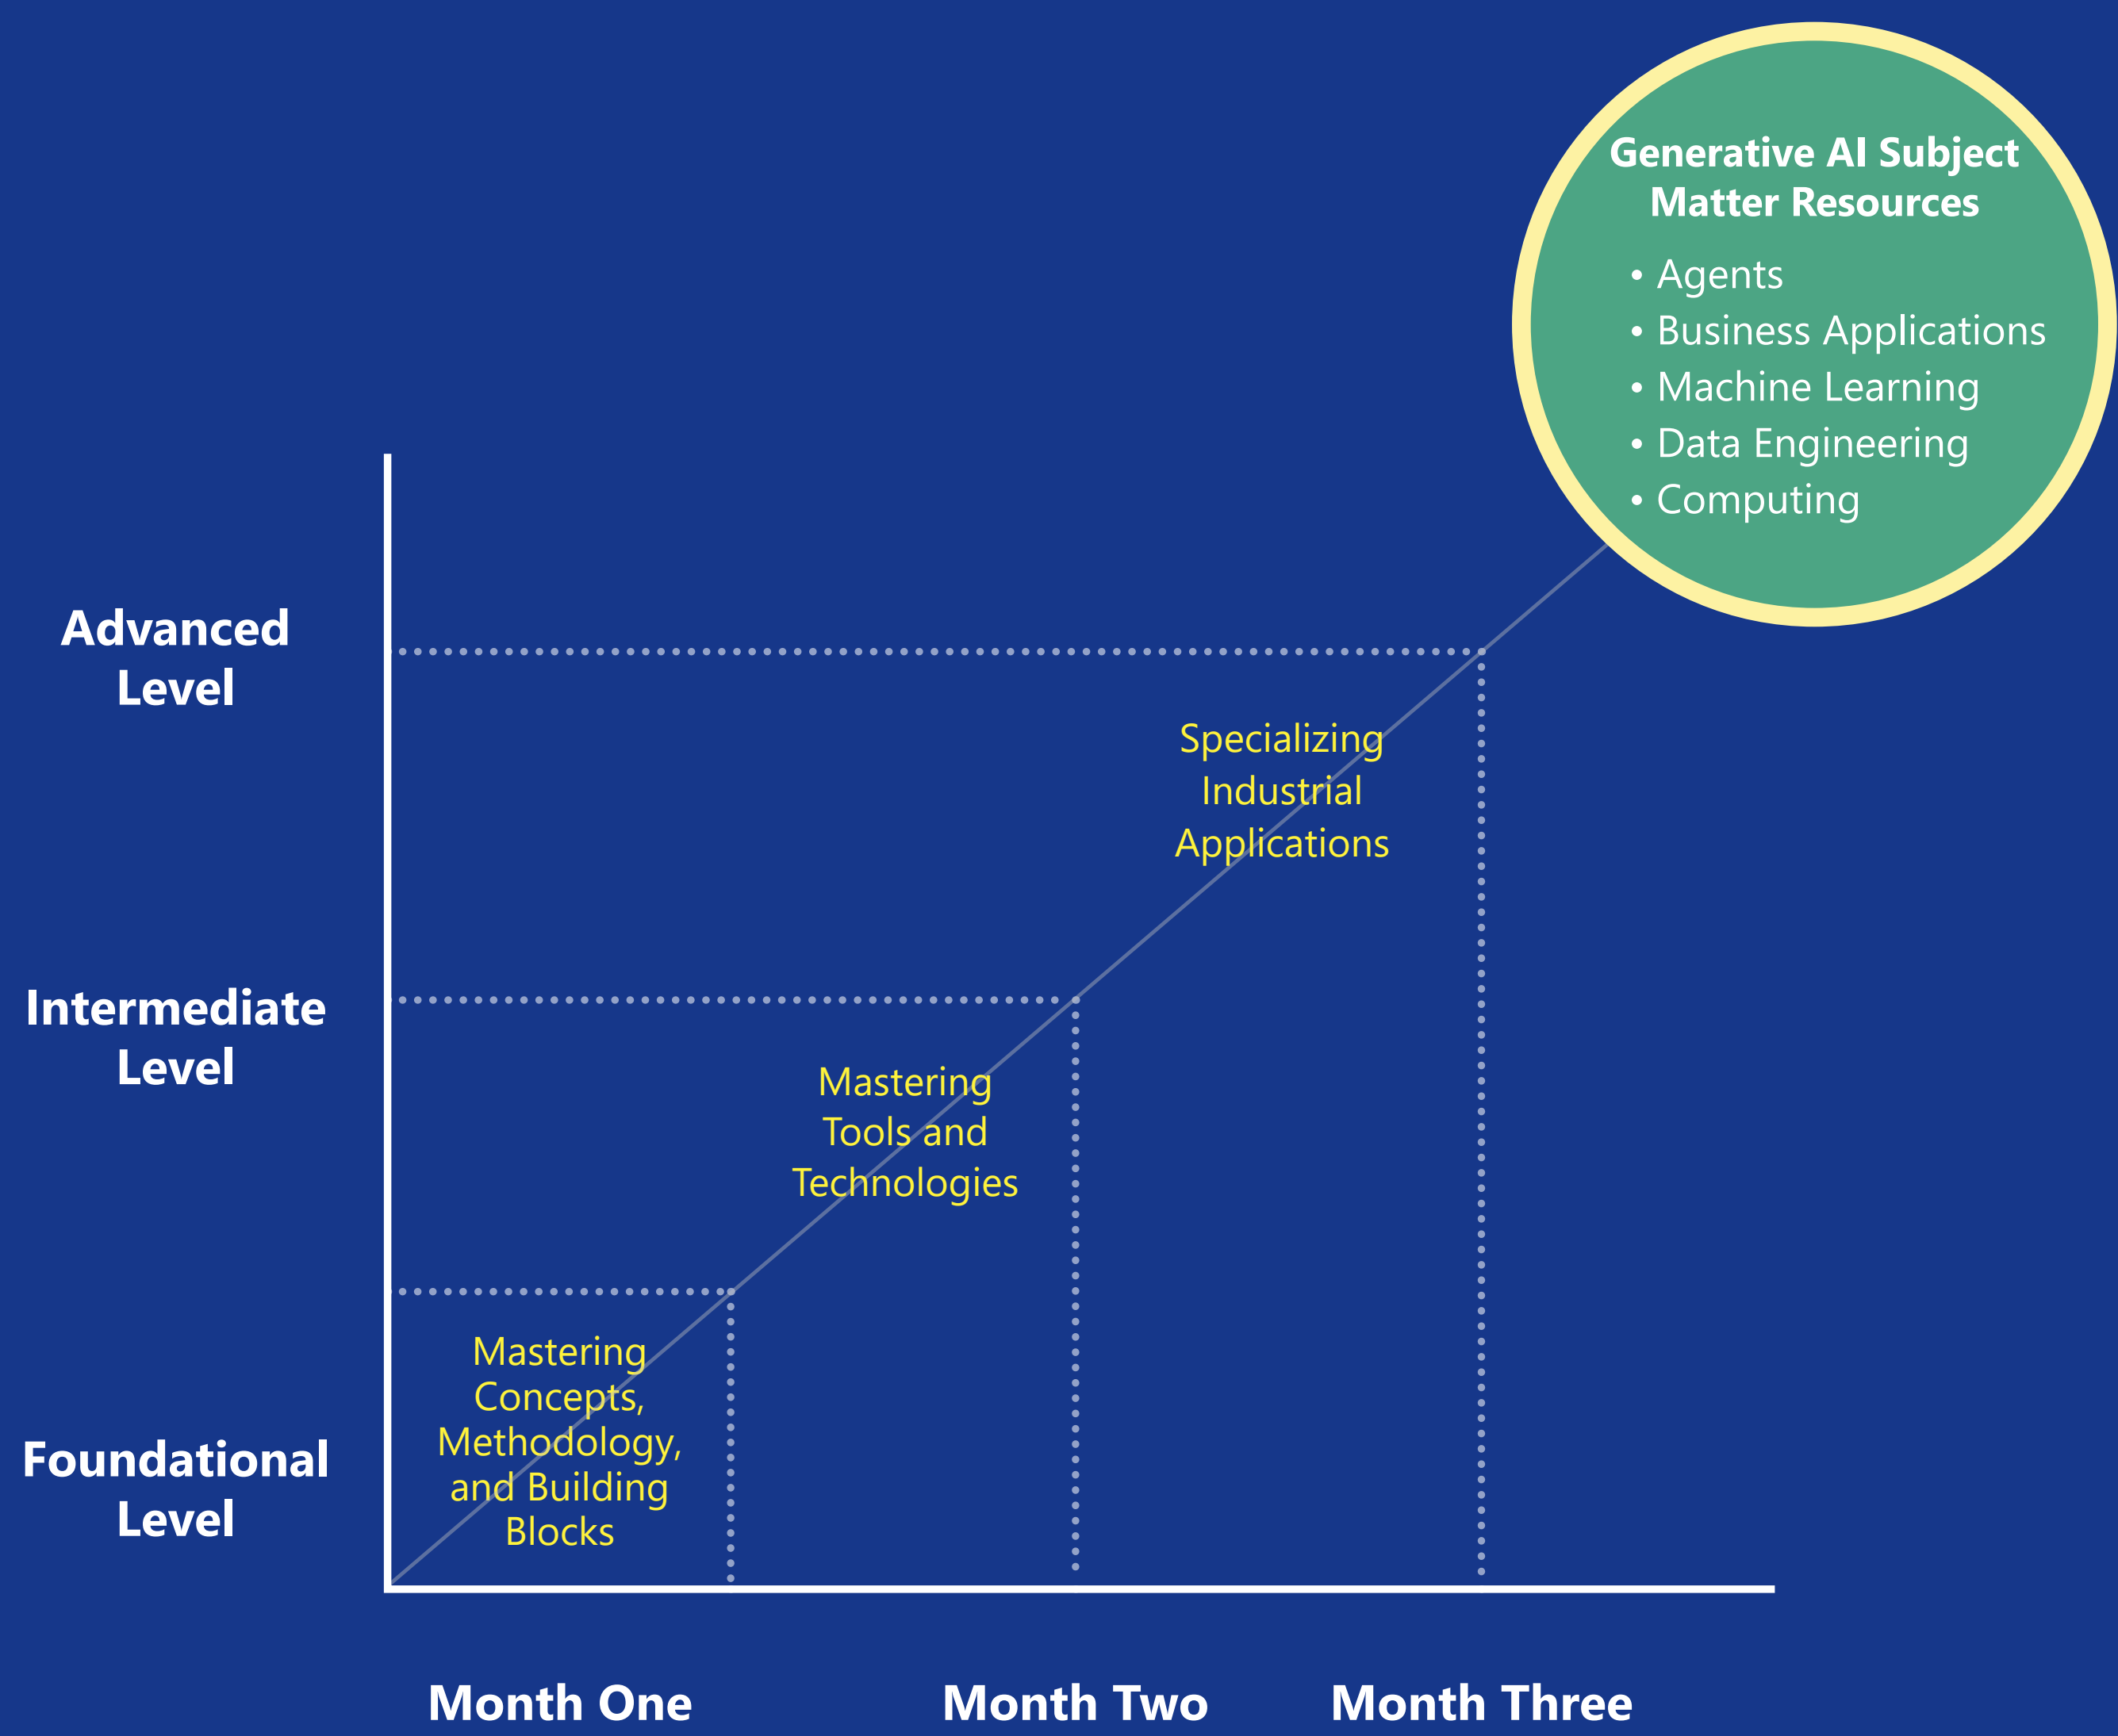 Generative AI Subject
Matter Resources
• Agents
• Business Applications
• Machine Learning
• Data Engineering
• Computing
Advanced
Level
Specializing
Industrial
Applications
Intermediate
Level
Mastering
Tools and
Technologies
Mastering
Concepts,
Methodology,
and Building
Blocks
Foundational
Level
Month One
Month Two
Month Three